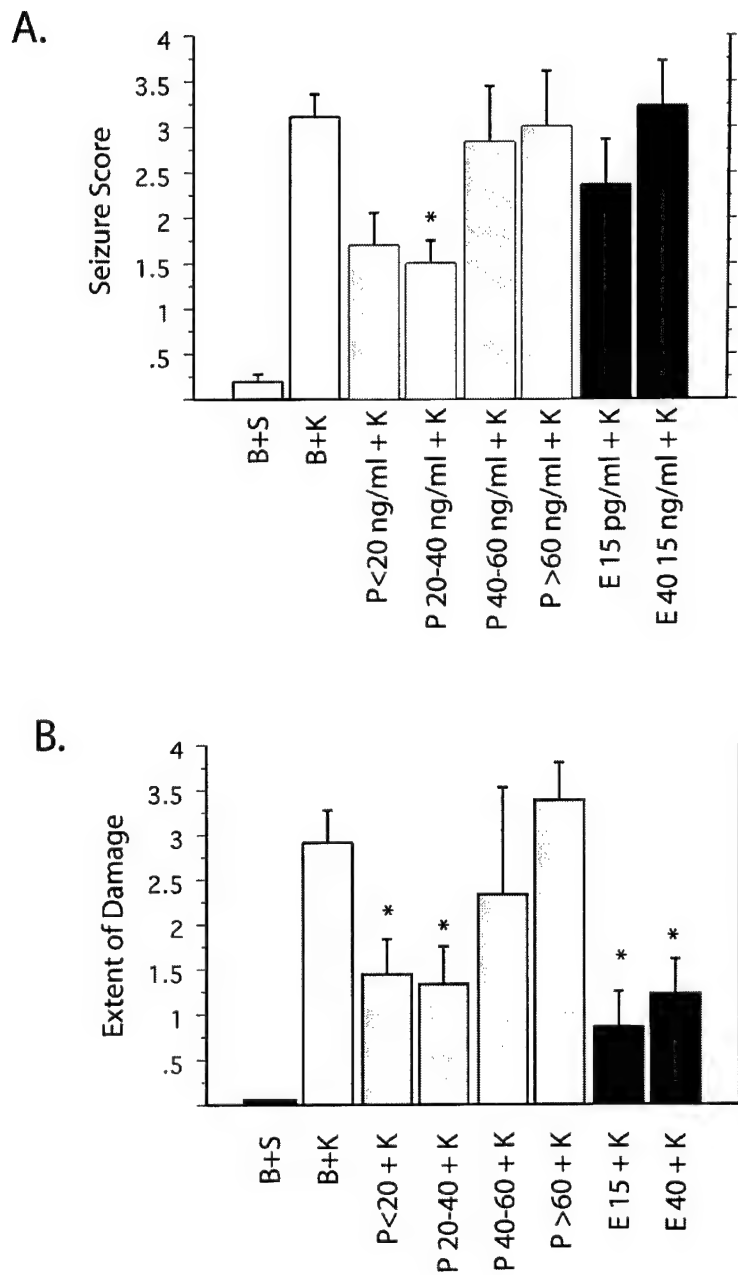 A.
Seizure Score
4
3.5
3
2.5
2
1.5
1
.5
*
B+S
B+K
P<20 ng/ml + K
P 20-40 ng/ml + K
P 40-60 ng/ml + K
P >60 ng/ml + K
E 15 pg/ml + K
E 40 15 ng/ml + K
B.
Extent of Damage
4
3.5
3
2.5
2
1.5
1
.5
*
*
*
*
B+S
B+K
P<20 + K
P 20-40 + K
P 40-60 + K
P >60 + K
E 15 + K
E 40 + K